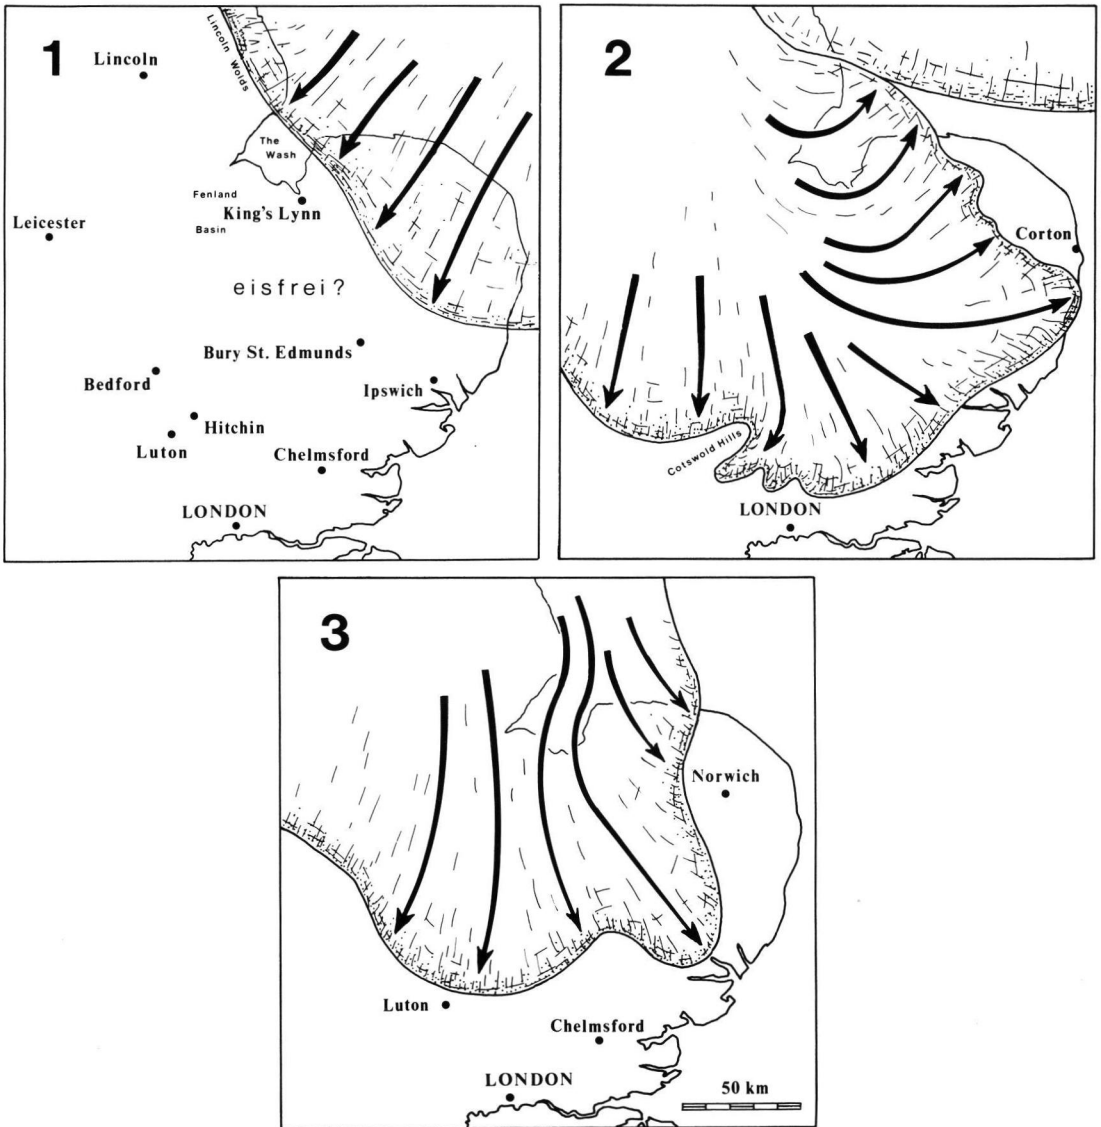 1
Lincoln
Lincoln Wolds
The
Wash
Fenland
King's Lynn
Basin
Leicester
eisfrei?
Bury St. Edmunds
Bedford
Ipswich
Hitchin
Luton
Chelmsford
LONDON
2
Corton
Cotswold Hills
LONDON
3
Norwich
Luton
Chelmsford
LONDON
50 km